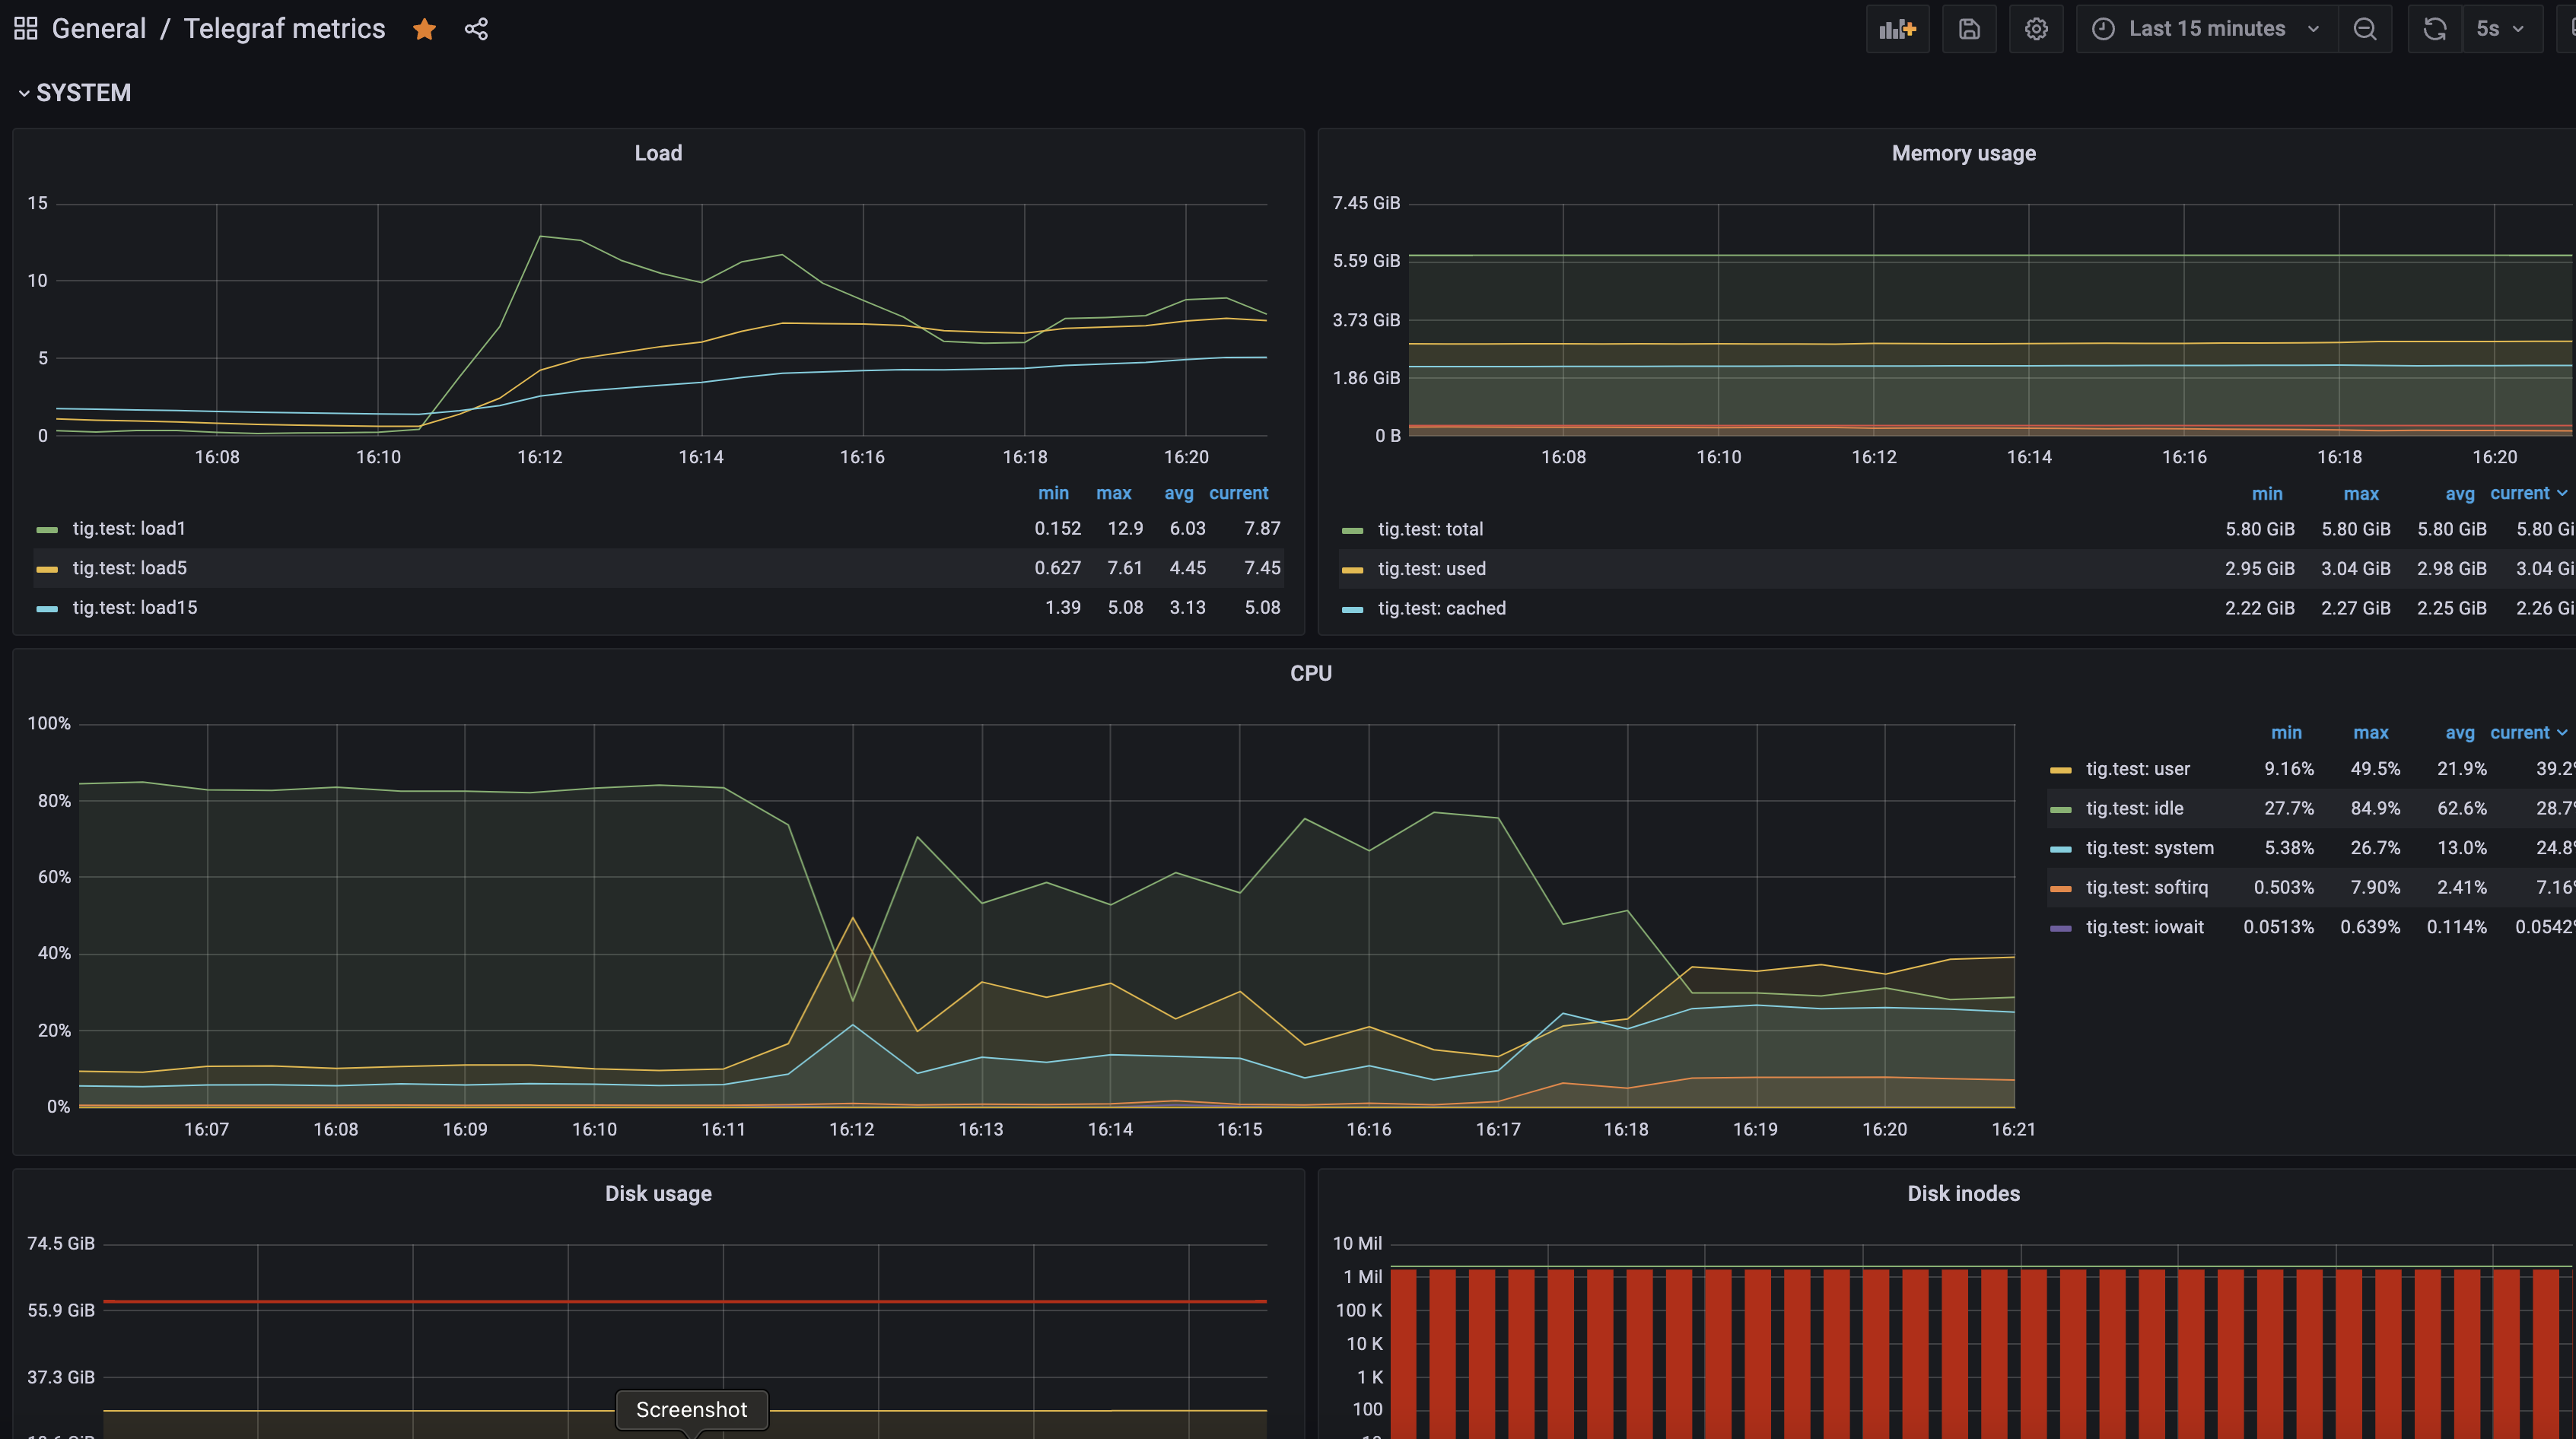 General / Telegraf metrics
Last 15 minutes
5s
SYSTEM
Load
15
10
5
0
16:08 16:10 16:12 16:14 16:16 16:18 16:20
min max avg current
tig.test: load1 0.152 12.9 6.03 7.87
tig.test: load5 0.627 7.61 4.45 7.45
tig.test: load15 1.39 5.08 3.13 5.08
Memory usage
7.45 GiB
5.59 GiB
3.73 GiB
1.86 GiB
0 B
16:08 16:10 16:12 16:14 16:16 16:18 16:20
min max avg current
tig.test: total 5.80 GiB 5.80 GiB 5.80 GiB 5.80 Gi
tig.test: used 2.95 GiB 3.04 GiB 2.98 GiB 3.04 Gi
tig.test: cached 2.22 GiB 2.27 GiB 2.25 GiB 2.26 Gi
CPU
100%
80%
60%
40%
20%
0%
16:07 16:08 16:09 16:10 16:11 16:12 16:13 16:14 16:15 16:16 16:17 16:18 16:19 16:20 16:21
min max avg current
tig.test: user 9.16% 49.5% 21.9% 39.2%
tig.test: idle 27.7% 84.9% 62.6% 28.7%
tig.test: system 5.38% 26.7% 13.0% 24.8%
tig.test: softirq 0.503% 7.90% 2.41% 7.16%
tig.test: iowait 0.0513% 0.639% 0.114% 0.0542%
Disk usage
74.5 GiB
55.9 GiB
37.3 GiB
Screenshot
Disk inodes
10 Mil
1 Mil
100 K
10 K
1 K
100